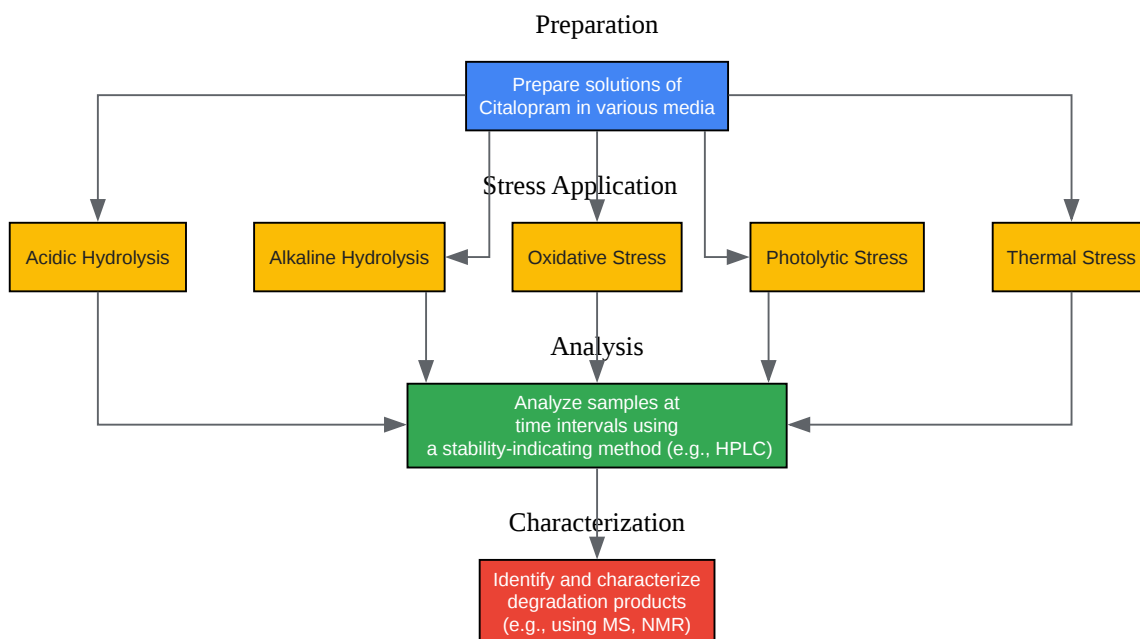 Preparation
Prepare solutions of
Citalopram in various media
Stress Application
Acidic Hydrolysis
Alkaline Hydrolysis
Oxidative Stress
Photolytic Stress
Thermal Stress
Analysis
Analyze samples at
time intervals using
a stability-indicating method (e.g., HPLC)
Characterization
Identify and characterize
degradation products
(e.g., using MS, NMR)